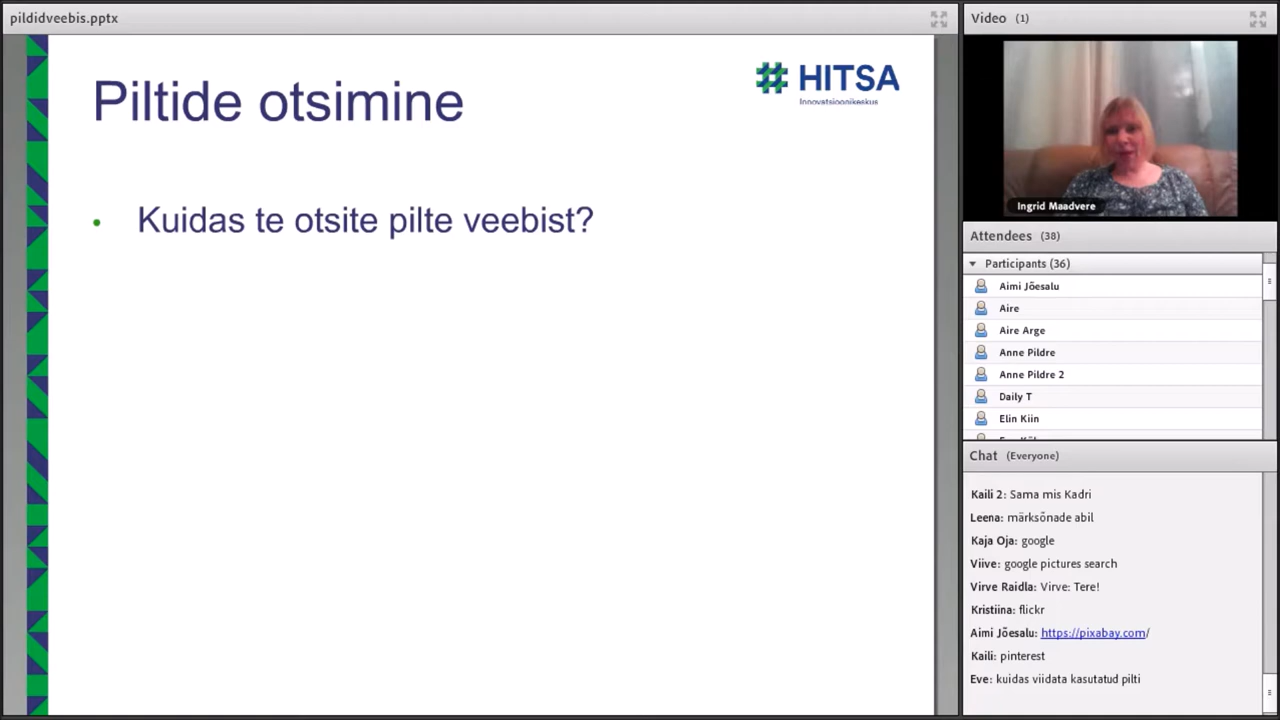 pildidveebis.pptx
Piltide otsimine
HITSA
Innovatsioonikeskus
• Kuidas te otsite pilte veebist?
Video (1)
Ingrid Maadvere
Attendees (38)
Participants (36)
Aimi Jõesalu
Aire
Aire Arge
Anne Pildre
Anne Pildre 2
Daily T
Elin Kiin
Chat (Everyone)
Kaili 2: Sama mis Kadri
Leena: märksõnade abil
Kaja Oja: google
Viive: google pictures search
Virve Raidla: Virve: Tere!
Kristiina: flickr
Aimi Jõesalu: https://pixabay.com/
Kaili: pinterest
Eve: kuidas viidata kasutatud pilti